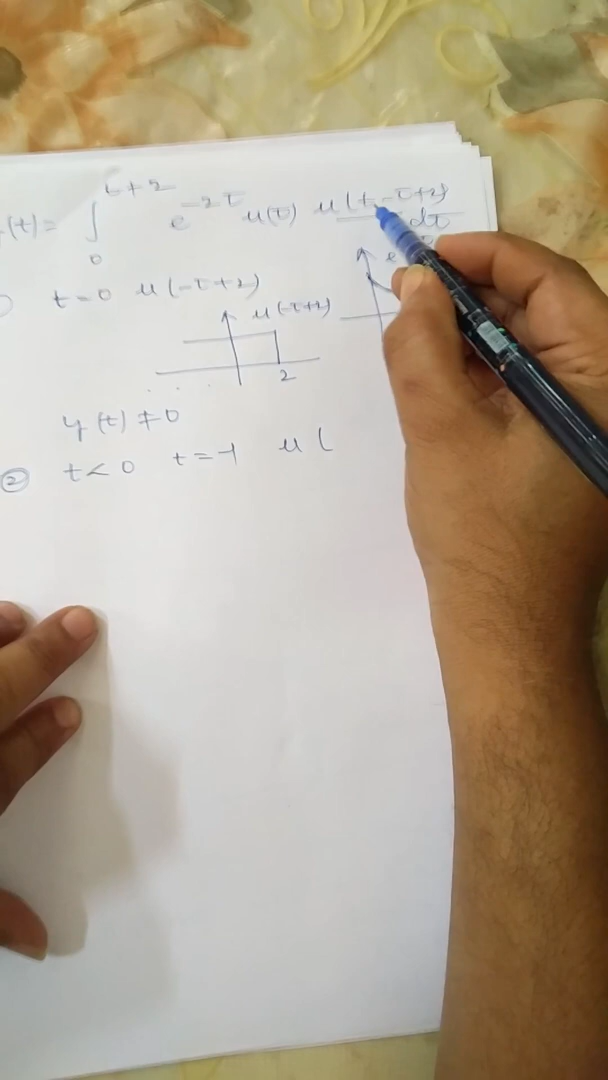 (t) = ∫₀^{t+2} e^{-2τ} u(τ) u(t-τ+2) dτ
t=0 u(-τ+2) e
u(-τ+2)
2
y(t) ≠ 0
② t<0 t=-1 u(